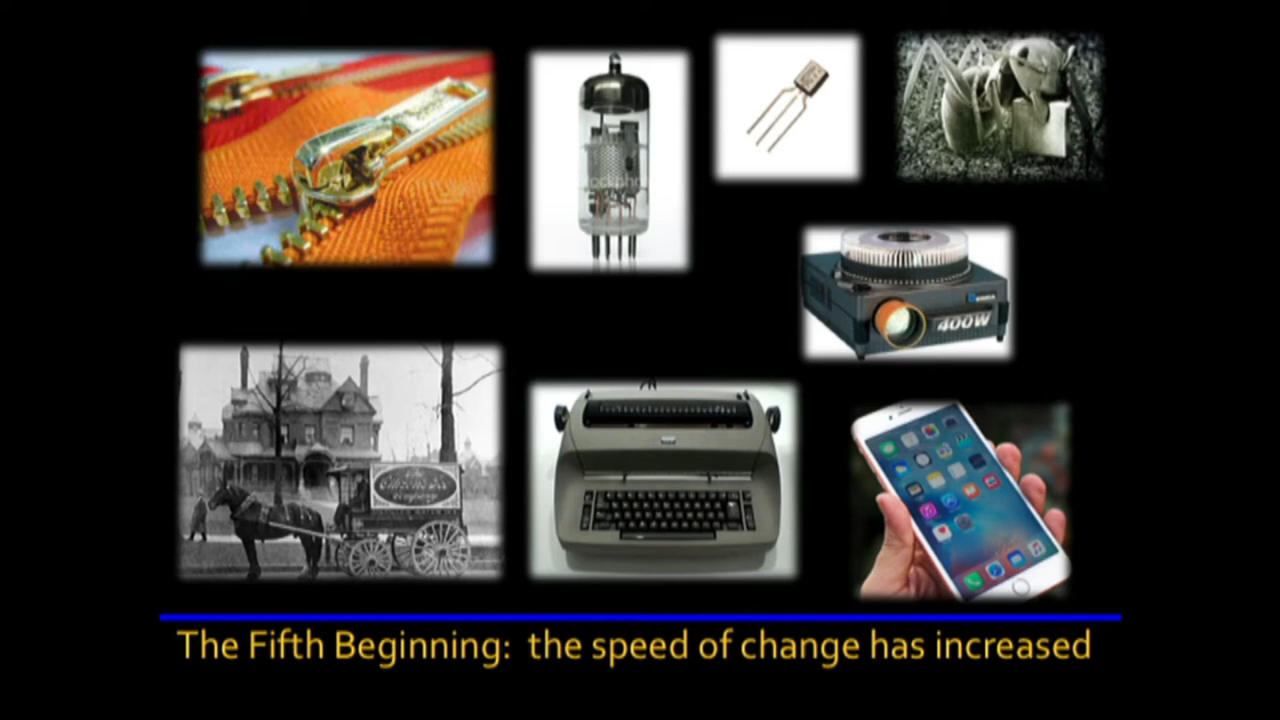 400W
The Fifth Beginning: the speed of change has increased